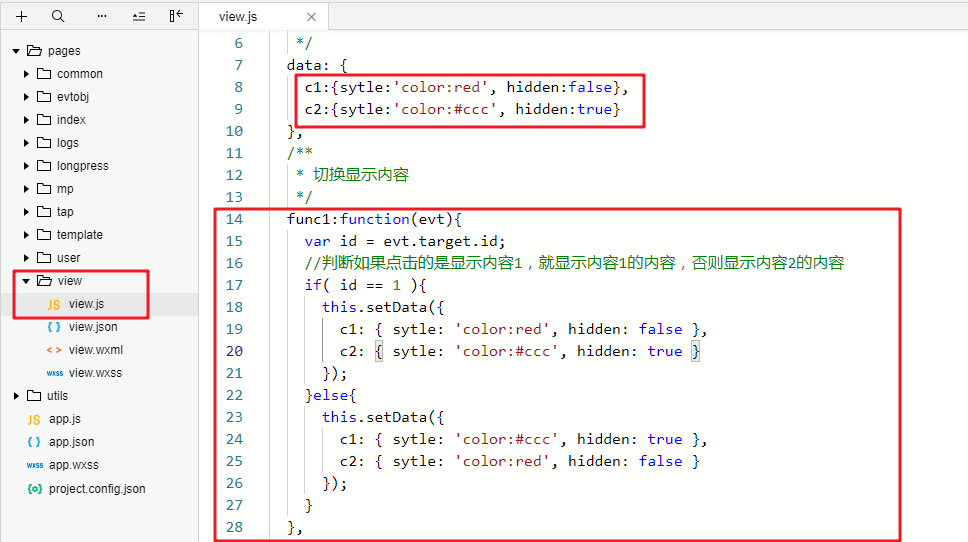 view.js
pages
common
evtobj
index
logs
longpress
mp
tap
template
user
view
JS view.js
{ } view.json
< > view.wxml
wxss view.wxss
utils
JS app.js
{ } app.json
wxss app.wxss
{o} project.config.json
6 */
7 data: {
8 c1:{sytle:'color:red', hidden:false},
9 c2:{sytle:'color:#ccc', hidden:true}
10 },
11 /**
12 * 切换显示内容
13 */
14 func1:function(evt){
15 var id = evt.target.id;
16 //判断如果点击的是显示内容1，就显示内容1的内容，否则显示内容2的内容
17 if( id == 1 ){
18 this.setData({
19 c1: { sytle: 'color:red', hidden: false },
20 c2: { sytle: 'color:#ccc', hidden: true }
21 });
22 }else{
23 this.setData({
24 c1: { sytle: 'color:#ccc', hidden: true },
25 c2: { sytle: 'color:red', hidden: false }
26 });
27 }
28 },